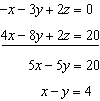 −x − 3y + 2z = 0
4x − 8y + 2z = 20
5x − 5y = 20
x − y = 4